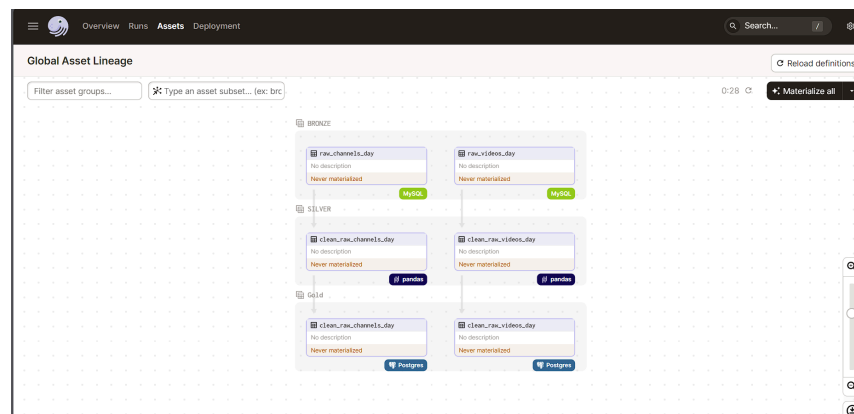 Overview Runs Assets Deployment Search... /
Global Asset Lineage Reload definitions
Filter asset groups... Type an asset subset... (ex: brc 0:28 Materialize all
BRONZE
raw_channels_day raw_videos_day
No description No description
Never materialized Never materialized
MySQL MySQL
SILVER
clean_raw_channels_day clean_raw_videos_day
No description No description
Never materialized Never materialized
pandas pandas
Gold
clean_raw_channels_day clean_raw_videos_day
No description No description
Never materialized Never materialized
Postgres Postgres